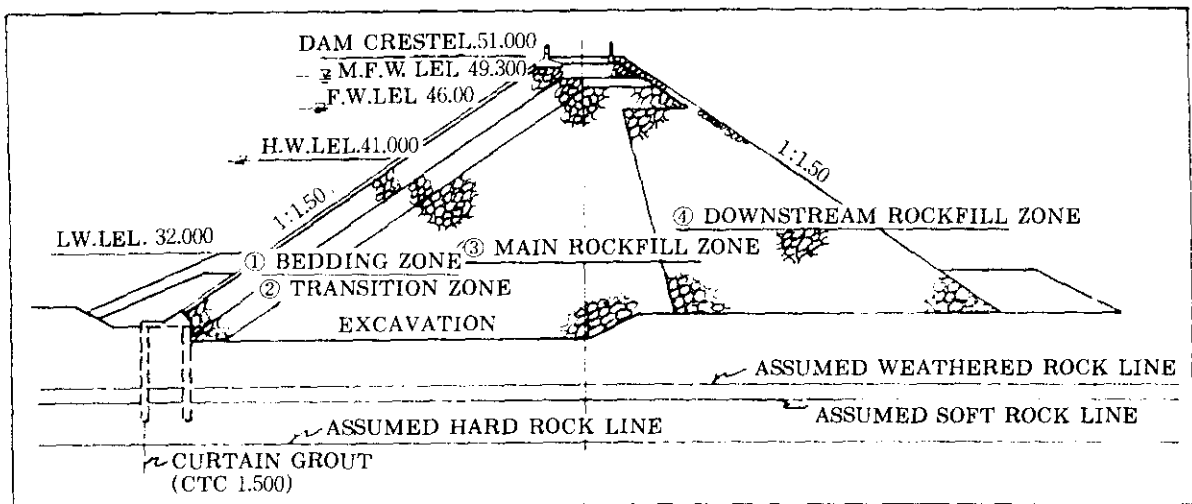 DAM CRESTEL.51.000
M.F.W. LEL 49.300
F.W.LEL 46.00
H.W.LEL.41.000
1:1.50
1:1.50
LW.LEL. 32.000
④ DOWNSTREAM ROCKFILL ZONE
③ MAIN ROCKFILL ZONE
① BEDDING ZONE
② TRANSITION ZONE
EXCAVATION
ASSUMED WEATHERED ROCK LINE
ASSUMED SOFT ROCK LINE
ASSUMED HARD ROCK LINE
CURTAIN GROUT
(CTC 1.500)